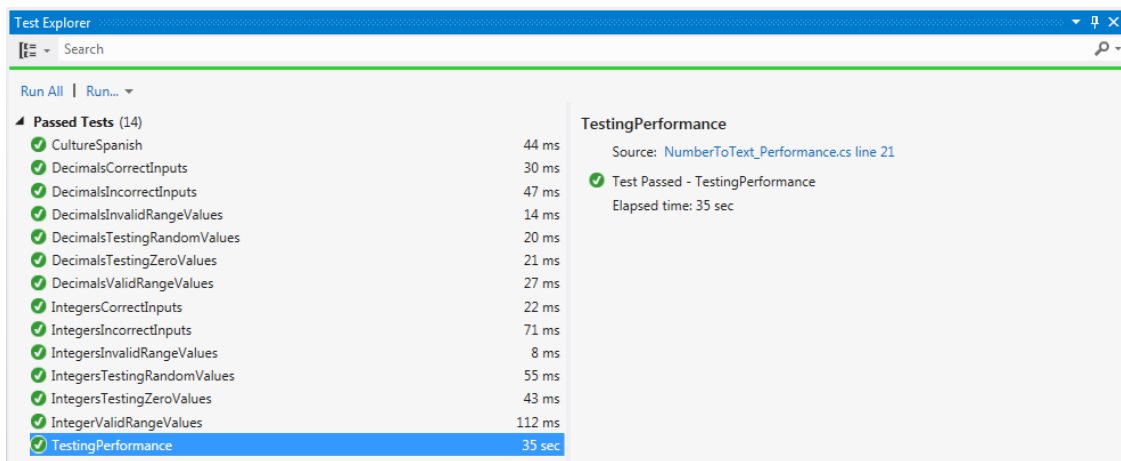 Test Explorer
Search
Run All | Run...
Passed Tests (14)
CultureSpanish 44 ms
DecimalsCorrectInputs 30 ms
DecimalsIncorrectInputs 47 ms
DecimalsInvalidRangeValues 14 ms
DecimalsTestingRandomValues 20 ms
DecimalsTestingZeroValues 21 ms
DecimalsValidRangeValues 27 ms
IntegersCorrectInputs 22 ms
IntegersIncorrectInputs 71 ms
IntegersInvalidRangeValues 8 ms
IntegersTestingRandomValues 55 ms
IntegersTestingZeroValues 43 ms
IntegerValidRangeValues 112 ms
TestingPerformance 35 sec
TestingPerformance
Source: NumberToText_Performance.cs line 21
Test Passed - TestingPerformance
Elapsed time: 35 sec